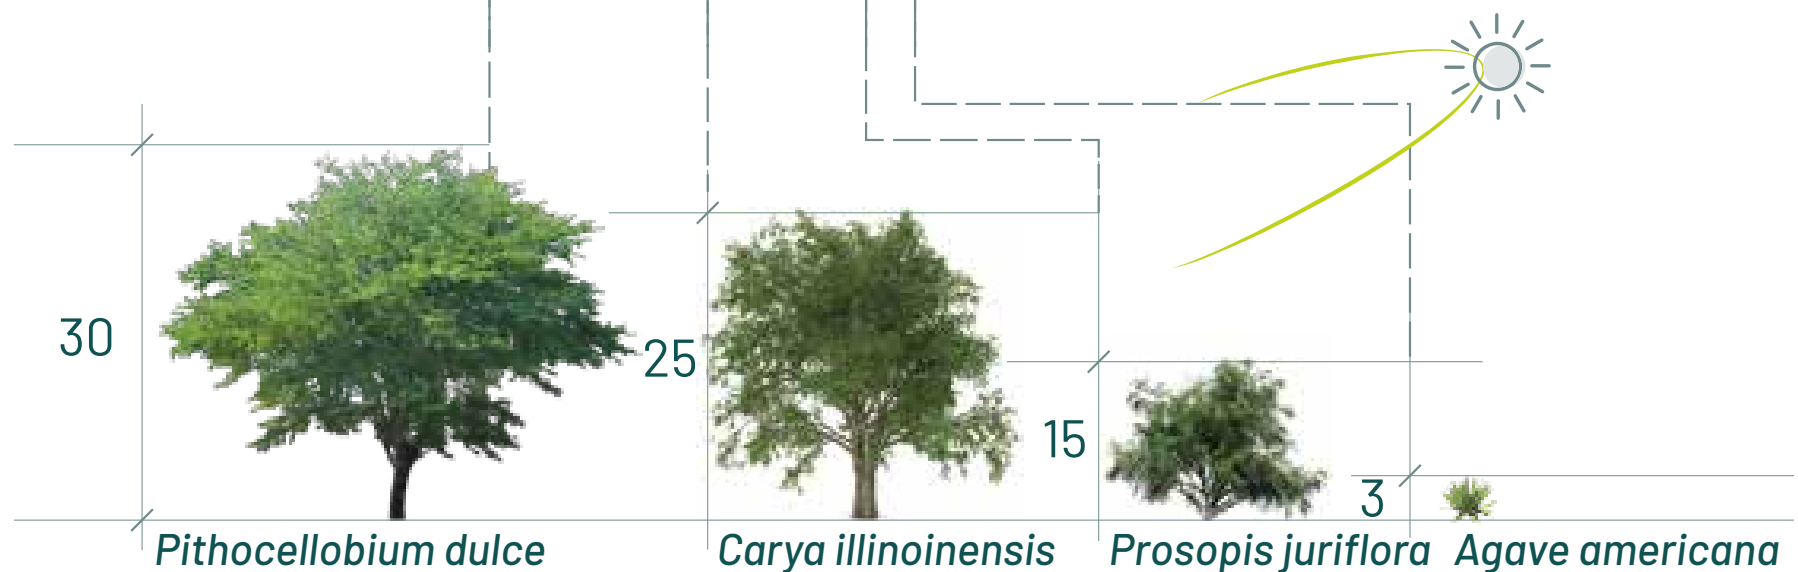 30
25
15
3
Pithocellobium dulce
Carya illinoinensis
Prosopis juriflora
Agave americana